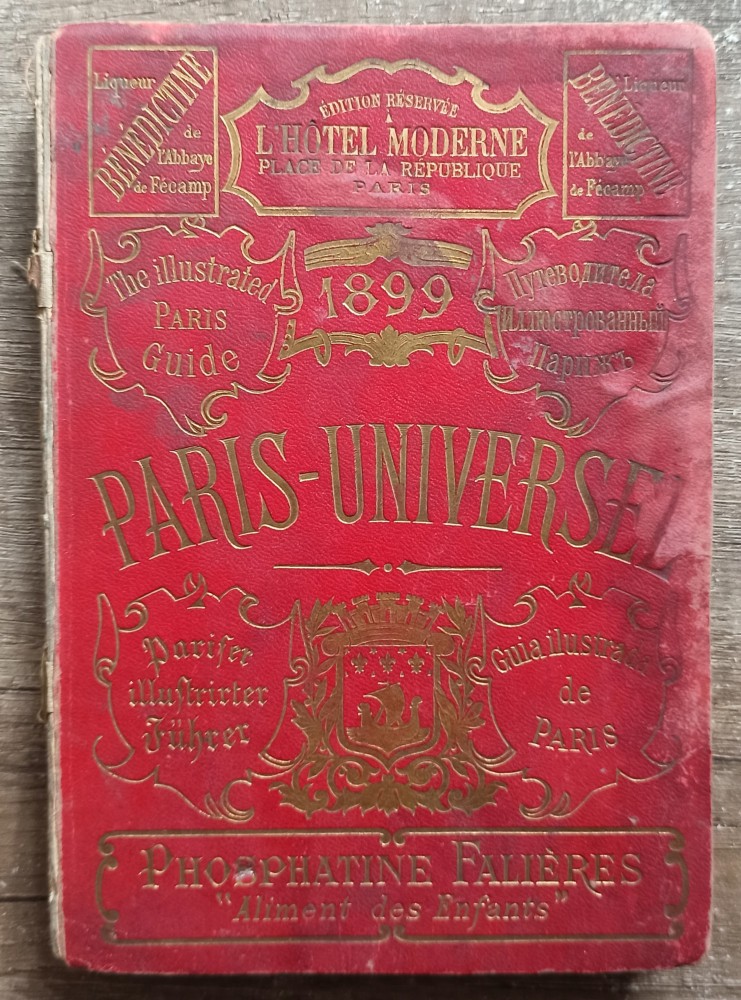 Liqueur
BÉNÉDICTINE
de
l'Abbaye
de Fécamp
ÉDITION RÉSERVÉE
À
L'HÔTEL MODERNE
PLACE DE LA RÉPUBLIQUE
PARIS
Liqueur
BÉNÉDICTINE
de
l'Abbaye
de Fécamp
The illustrated
PARIS
Guide
1899
Путеводитела
Иллюстрованный
Парижъ
PARIS-UNIVERSEL
Pariser
illustrirter
Führer
Guia illustrada
de
PARIS
PHOSPHATINE FALIÈRES
"Aliment des Enfants"